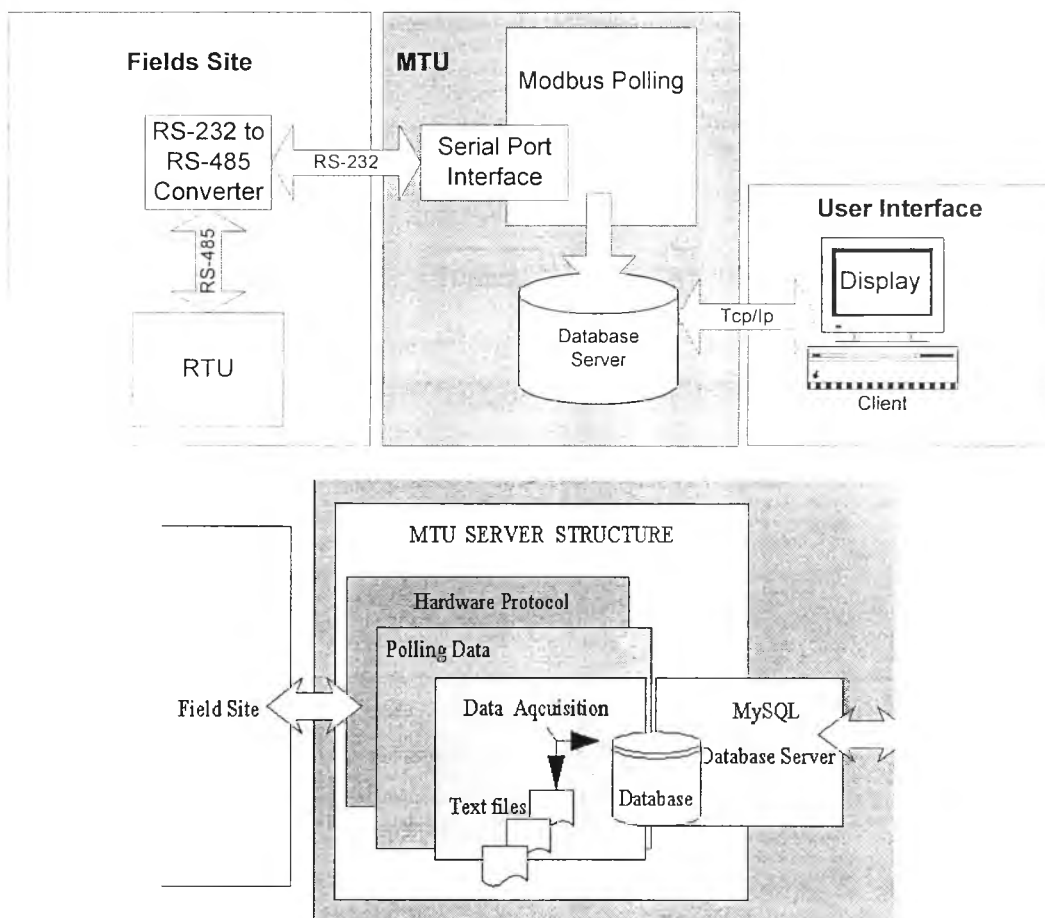 Fields Site
MTU
Modbus Polling
RS-232 to
RS-485
Converter
RS-232
Serial Port
Interface
RS-485
RTU
Database
Server
Tcp/Ip
User Interface
Display
Client
MTU SERVER STRUCTURE
Hardware Protocol
Polling Data
Field Site
Data Aqcuisition
Text files
Database
MySQL
Database Server